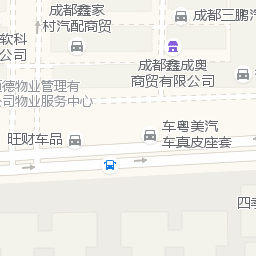 成都鑫家
村汽配商贸
成都三鹏汽
软科
公司
成都鑫成奥
商贸有限公司
德物业管理有
公司物业服务中心
旺财车品
车粤美汽
车真皮座套
四季